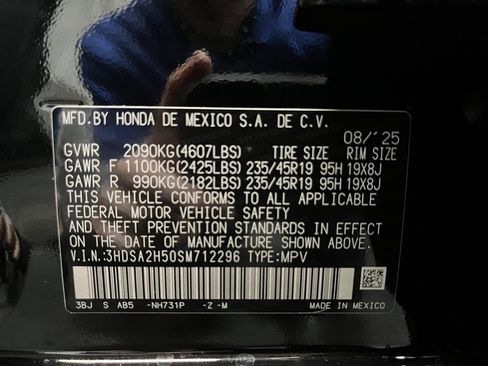 MFD.BY HONDA DE MEXICO S.A. DE C.V.
08/'25
GVWR 2090KG(4607LBS) TIRE SIZE RIM SIZE
GAWR F 1100KG(2425LBS) 235/45R19 95H 19X8J
GAWR R 990KG(2182LBS) 235/45R19 95H 19X8J
THIS VEHICLE CONFORMS TO ALL APPLICABLE
FEDERAL MOTOR VEHICLE SAFETY
AND THEFT PREVENTION STANDARDS IN EFFECT
ON THE DATE OF MANUFACTURE SHOWN ABOVE.
V.I.N.:3HDSA2H50SM712296 TYPE:MPV
3BJ S AB5 -NH731P -Z -M MADE IN MEXICO